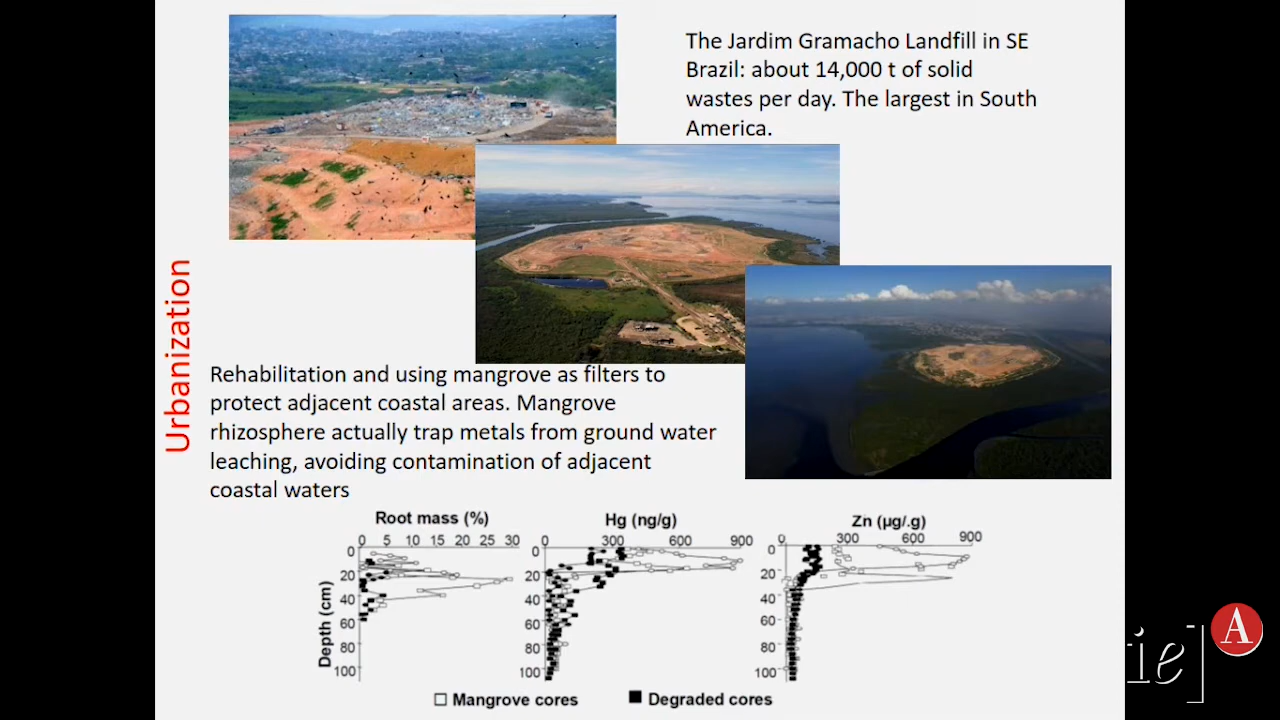 The Jardim Gramacho Landfill in SE
Brazil: about 14,000 t of solid
wastes per day. The largest in South
America.
Urbanization
Rehabilitation and using mangrove as filters to
protect adjacent coastal areas. Mangrove
rhizosphere actually trap metals from ground water
leaching, avoiding contamination of adjacent
coastal waters
Root mass (%)
0 5 10 15 20 25 30
Depth (cm)
0
20
40
60
80
100
Hg (ng/g)
0 300 600 900
0
20
40
60
80
100
Zn (µg/.g)
0 300 600 900
0
20
40
60
80
100
Mangrove cores
Degraded cores
ie]
A